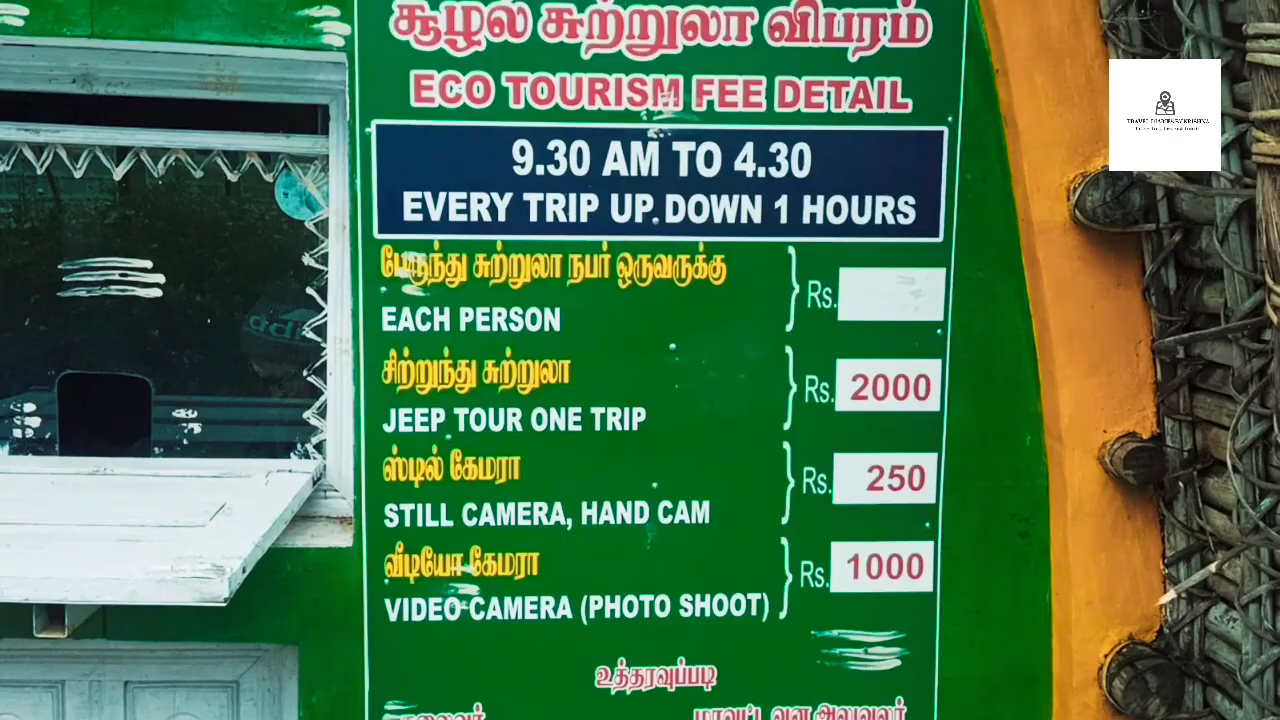 சூழல் சுற்றுலா விபரம்
ECO TOURISM FEE DETAIL
9.30 AM TO 4.30
EVERY TRIP UP.DOWN 1 HOURS
பேருந்து சுற்றுலா நபர் ஒருவருக்கு
EACH PERSON
Rs.
சிற்றுந்து சுற்றுலா
JEEP TOUR ONE TRIP
Rs. 2000
ஸ்டில் கேமரா
STILL CAMERA, HAND CAM
Rs. 250
வீடியோ கேமரா
VIDEO CAMERA (PHOTO SHOOT)
Rs. 1000
உத்தரவுப்படி
மாவட்ட வன அலுவலர்